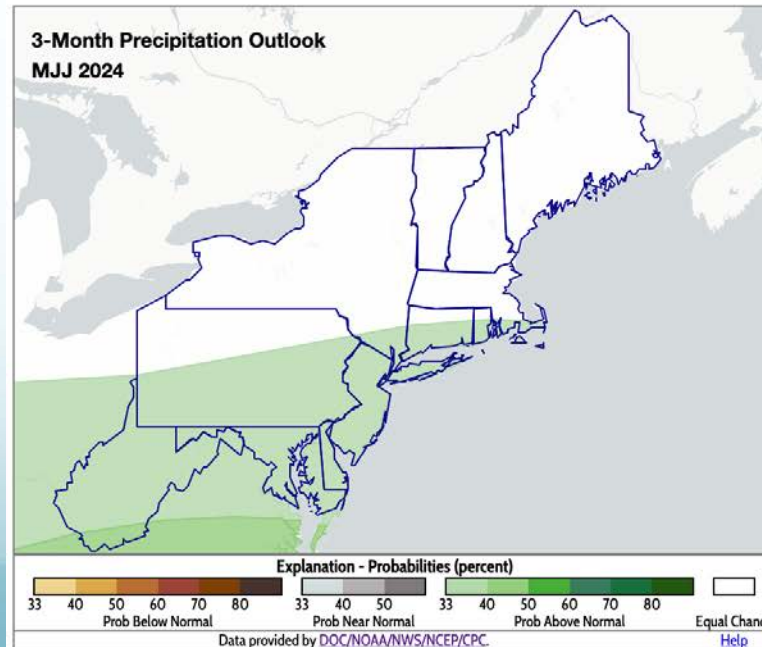 3-Month Precipitation Outlook
MJJ 2024
Explanation - Probabilities (percent)
33 40 50 60 70 80 33 40 50 33 40 50 60 70 80
Prob Below Normal Prob Near Normal Prob Above Normal Equal Chanc
Data provided by DOC/NOAA/NWS/NCEP/CPC. Help